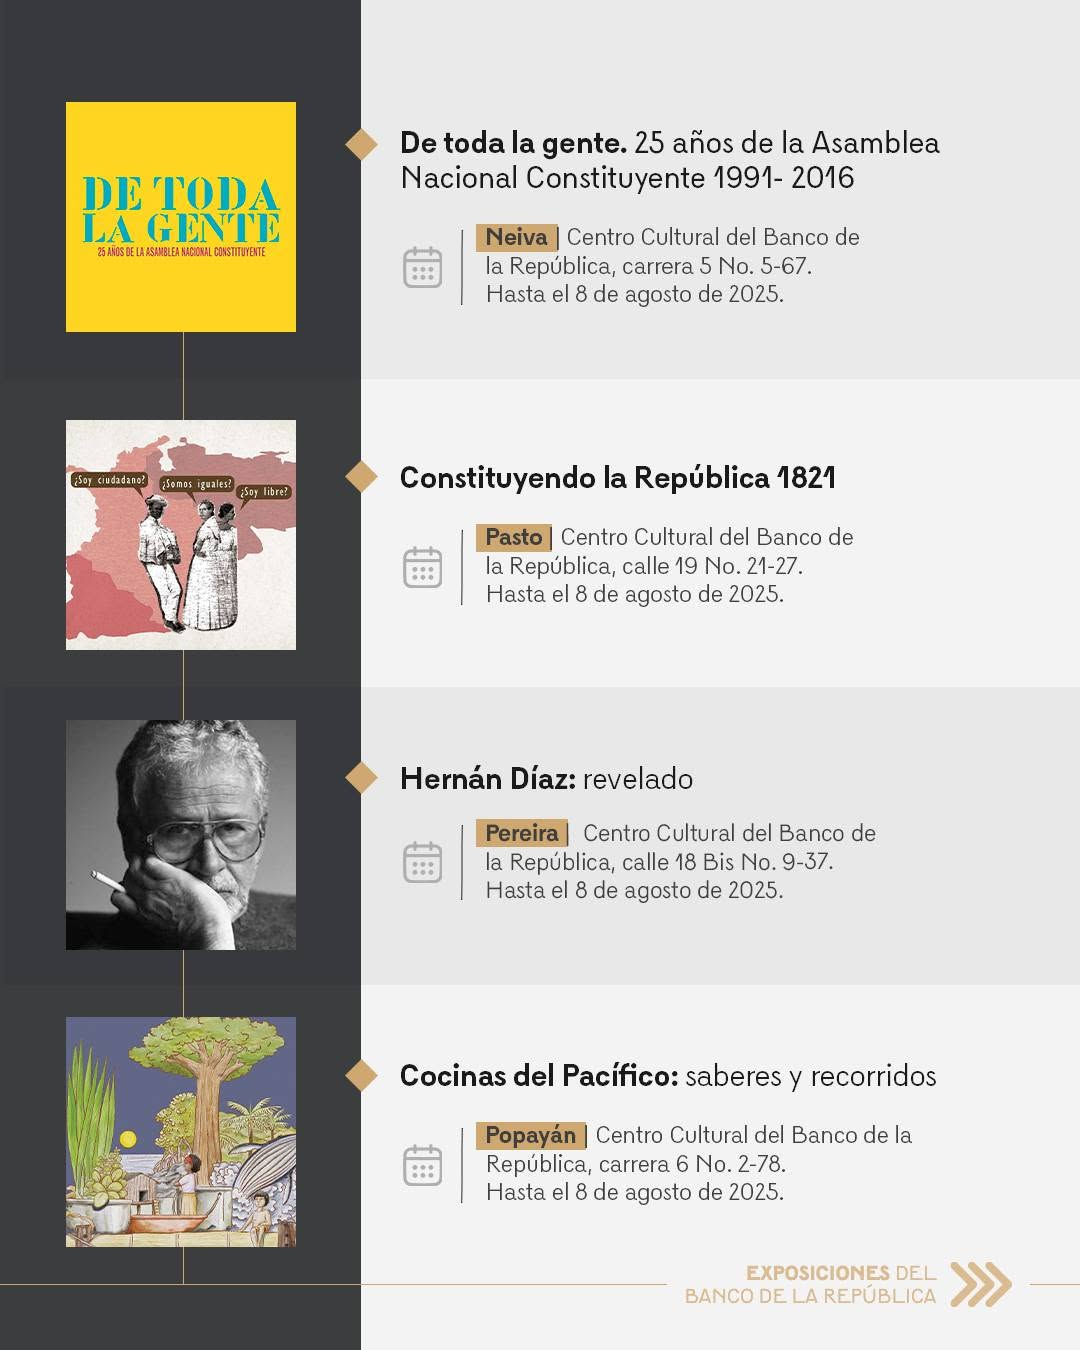 DE TODA
LA GENTE
25 AÑOS DE LA ASAMBLEA NACIONAL CONSTITUYENTE
De toda la gente. 25 años de la Asamblea
Nacional Constituyente 1991- 2016
Neiva | Centro Cultural del Banco de
la República, carrera 5 No. 5-67.
Hasta el 8 de agosto de 2025.
¿Soy ciudadano?
¿Somos iguales?
¿Soy libre?
Constituyendo la República 1821
Pasto | Centro Cultural del Banco de
la República, calle 19 No. 21-27.
Hasta el 8 de agosto de 2025.
Hernán Díaz: revelado
Pereira | Centro Cultural del Banco de
la República, calle 18 Bis No. 9-37.
Hasta el 8 de agosto de 2025.
Cocinas del Pacífico: saberes y recorridos
Popayán | Centro Cultural del Banco de la
República, carrera 6 No. 2-78.
Hasta el 8 de agosto de 2025.
EXPOSICIONES DEL
BANCO DE LA REPÚBLICA